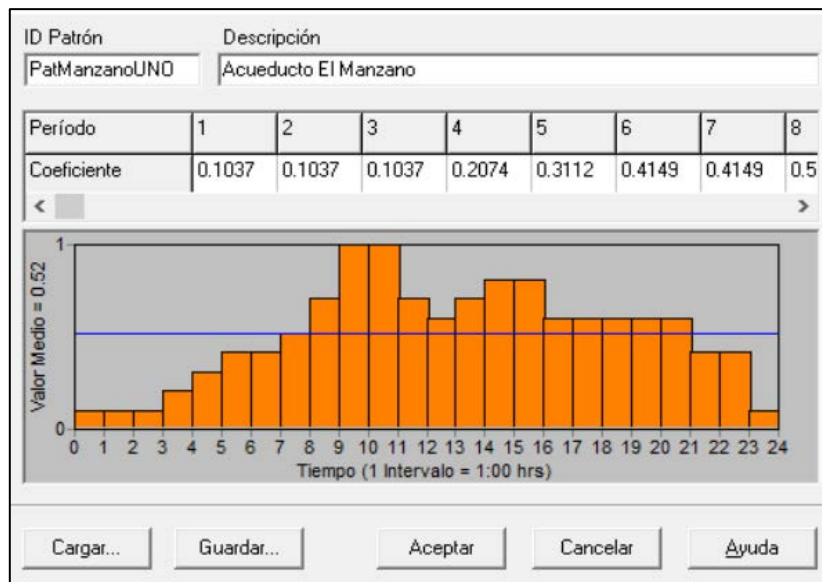 ID Patrón Descripción
PatManzanoUNO Acueducto El Manzano
Período 1 2 3 4 5 6 7 8
Coeficiente 0.1037 0.1037 0.1037 0.2074 0.3112 0.4149 0.4149 0.5
Valor Medio = 0.52
1
0
0 1 2 3 4 5 6 7 8 9 10 11 12 13 14 15 16 17 18 19 20 21 22 23 24
Tiempo (1 Intervalo = 1:00 hrs)
Cargar... Guardar... Aceptar Cancelar Ayuda